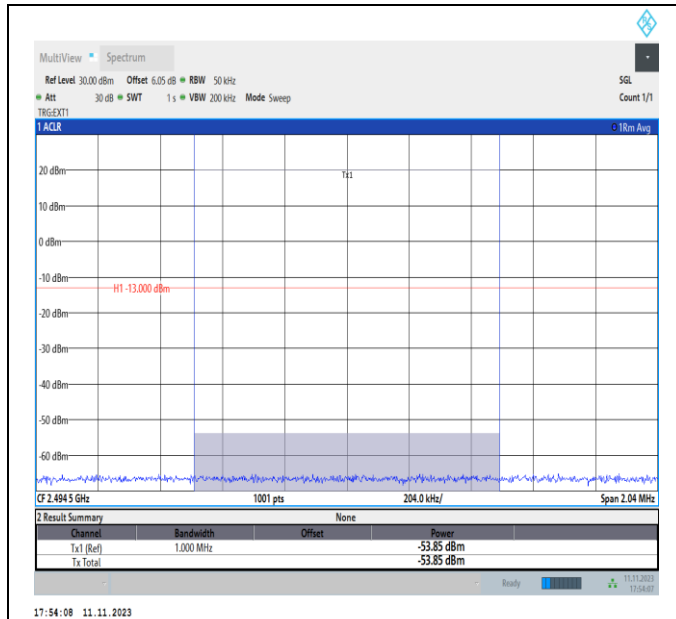 MultiView Spectrum
Ref Level 30.00 dBm Offset 6.05 dB RBW 50 kHz SGL
Att 30 dB SWT 1 s VBW 200 kHz Mode Sweep Count 1/1
TRG:EXT1
1 ACLR 1Rm Avg
20 dBm
Tx1
10 dBm
0 dBm
-10 dBm
H1 -13.000 dBm
-20 dBm
-30 dBm
-40 dBm
-50 dBm
-60 dBm
CF 2.494 5 GHz 1001 pts 204.0 kHz/ Span 2.04 MHz
2 Result Summary None
Channel Bandwidth Offset Power
Tx1 (Ref) 1.000 MHz -53.85 dBm
Tx Total -53.85 dBm
Ready 11.11.2023
17:54:07
17:54:08 11.11.2023